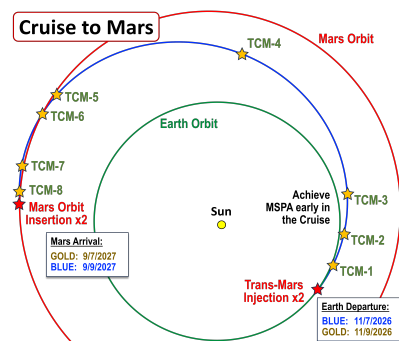 Cruise to Mars
TCM-4
Mars Orbit
TCM-5
TCM-6
Earth Orbit
TCM-7
TCM-8
Mars Orbit
Insertion x2
Achieve
MSPA early in
the Cruise
TCM-3
Sun
TCM-2
Mars Arrival:
GOLD: 9/7/2027
BLUE: 9/9/2027
TCM-1
Trans-Mars
Injection x2
Earth Departure:
BLUE: 11/7/2026
GOLD: 11/9/2026